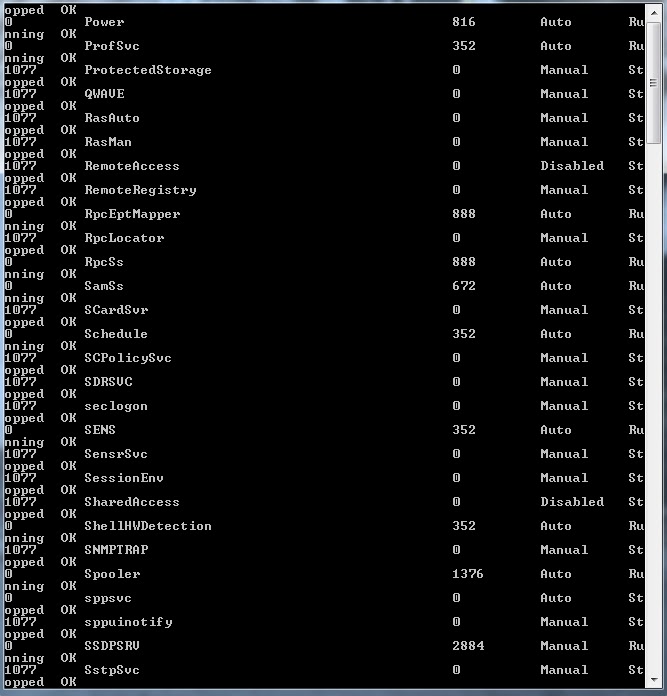 opped  OK
0         Power                                         816        Auto       Ru
nning  OK
0         ProfSvc                                       352        Auto       Ru
nning  OK
1077      ProtectedStorage                              0          Manual     St
opped  OK
1077      QWAVE                                         0          Manual     St
opped  OK
1077      RasAuto                                       0          Manual     St
opped  OK
1077      RasMan                                        0          Manual     St
opped  OK
1077      RemoteAccess                                  0          Disabled   St
opped  OK
1077      RemoteRegistry                                0          Manual     St
opped  OK
0         RpcEptMapper                                  888        Auto       Ru
nning  OK
1077      RpcLocator                                    0          Manual     St
opped  OK
0         RpcSs                                         888        Auto       Ru
nning  OK
0         SamSs                                         672        Auto       Ru
nning  OK
1077      SCardSvr                                      0          Manual     St
opped  OK
0         Schedule                                      352        Auto       Ru
nning  OK
1077      SCPolicySvc                                   0          Manual     St
opped  OK
1077      SDRSVC                                        0          Manual     St
opped  OK
1077      seclogon                                      0          Manual     St
opped  OK
0         SENS                                          352        Auto       Ru
nning  OK
1077      SensrSvc                                      0          Manual     St
opped  OK
1077      SessionEnv                                    0          Manual     St
opped  OK
1077      SharedAccess                                  0          Disabled   St
opped  OK
0         ShellHWDetection                              352        Auto       Ru
nning  OK
1077      SNMPTRAP                                      0          Manual     St
opped  OK
0         Spooler                                       1376       Auto       Ru
nning  OK
0         sppsvc                                        0          Auto       St
opped  OK
1077      sppuinotify                                   0          Manual     St
opped  OK
0         SSDPSRV                                       2884       Manual     Ru
nning  OK
1077      SstpSvc                                       0          Manual     St
opped  OK